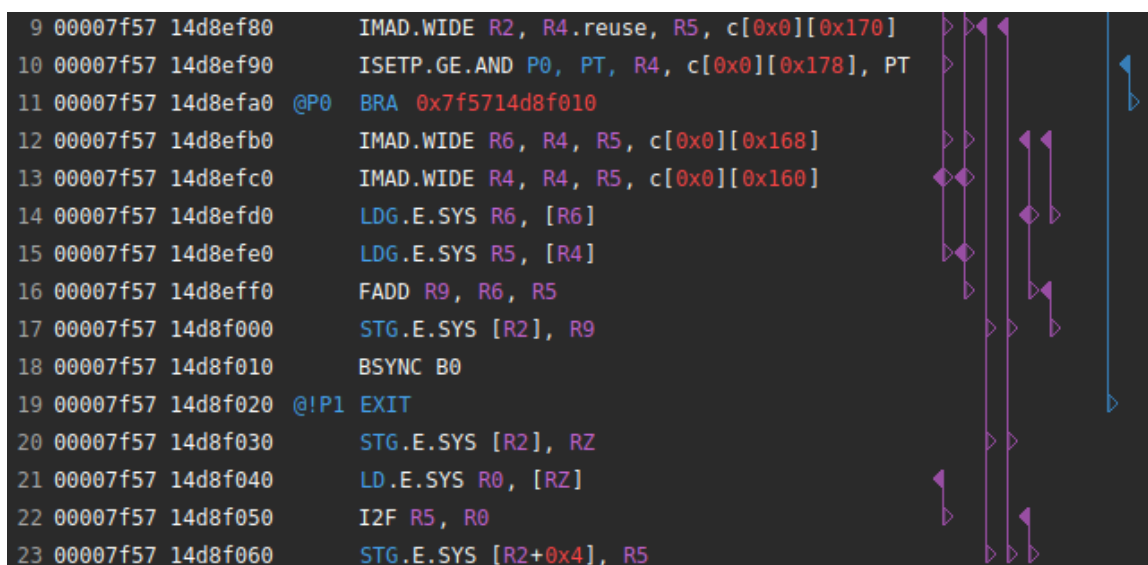 9 00007f57 14d8ef80 IMAD.WIDE R2, R4.reuse, R5, c[0x0][0x170]
10 00007f57 14d8ef90 ISETP.GE.AND P0, PT, R4, c[0x0][0x178], PT
11 00007f57 14d8efa0 @P0 BRA 0x7f5714d8f010
12 00007f57 14d8efb0 IMAD.WIDE R6, R4, R5, c[0x0][0x168]
13 00007f57 14d8efc0 IMAD.WIDE R4, R4, R5, c[0x0][0x160]
14 00007f57 14d8efd0 LDG.E.SYS R6, [R6]
15 00007f57 14d8efe0 LDG.E.SYS R5, [R4]
16 00007f57 14d8eff0 FADD R9, R6, R5
17 00007f57 14d8f000 STG.E.SYS [R2], R9
18 00007f57 14d8f010 BSYNC B0
19 00007f57 14d8f020 @!P1 EXIT
20 00007f57 14d8f030 STG.E.SYS [R2], RZ
21 00007f57 14d8f040 LD.E.SYS R0, [RZ]
22 00007f57 14d8f050 I2F R5, R0
23 00007f57 14d8f060 STG.E.SYS [R2+0x4], R5